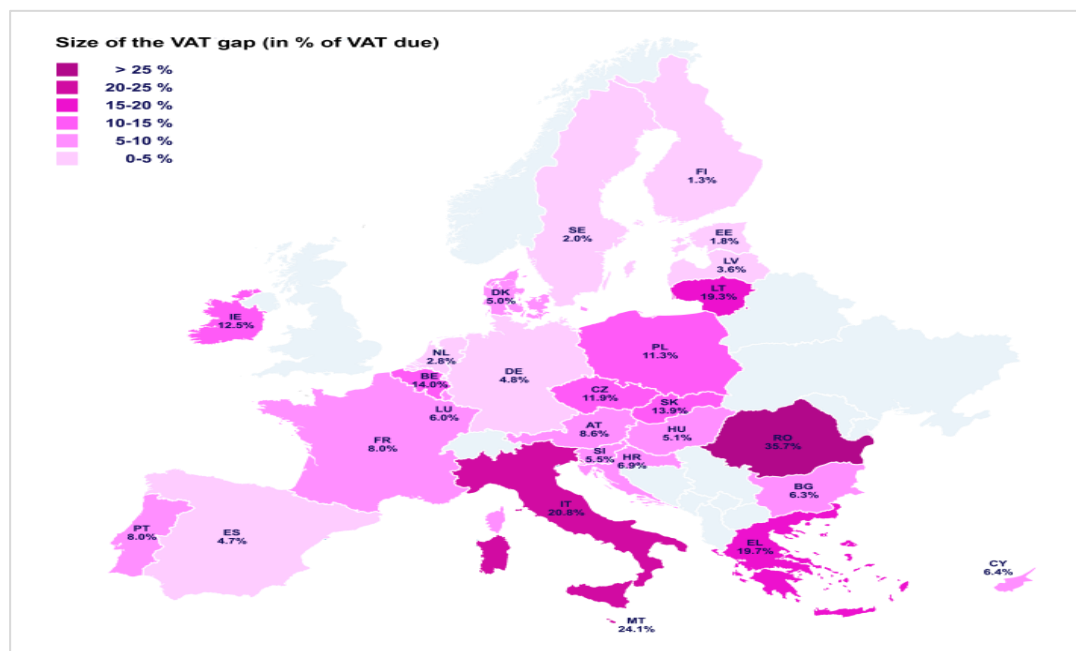 Size of the VAT gap (in % of VAT due)
> 25 %
20-25 %
15-20 %
10-15 %
5-10 %
0-5 %
FI
1.3%
SE
2.0%
EE
1.8%
LV
3.6%
LT
19.3%
DK
5.0%
IE
12.5%
NL
2.8%
PL
11.3%
BE
14.0%
DE
4.8%
CZ
11.9%
SK
13.9%
LU
6.0%
AT
8.6%
HU
5.1%
FR
8.0%
RO
35.7%
SI
5.5%
HR
6.9%
BG
6.3%
IT
20.8%
PT
8.0%
ES
4.7%
EL
19.7%
CY
6.4%
MT
24.1%